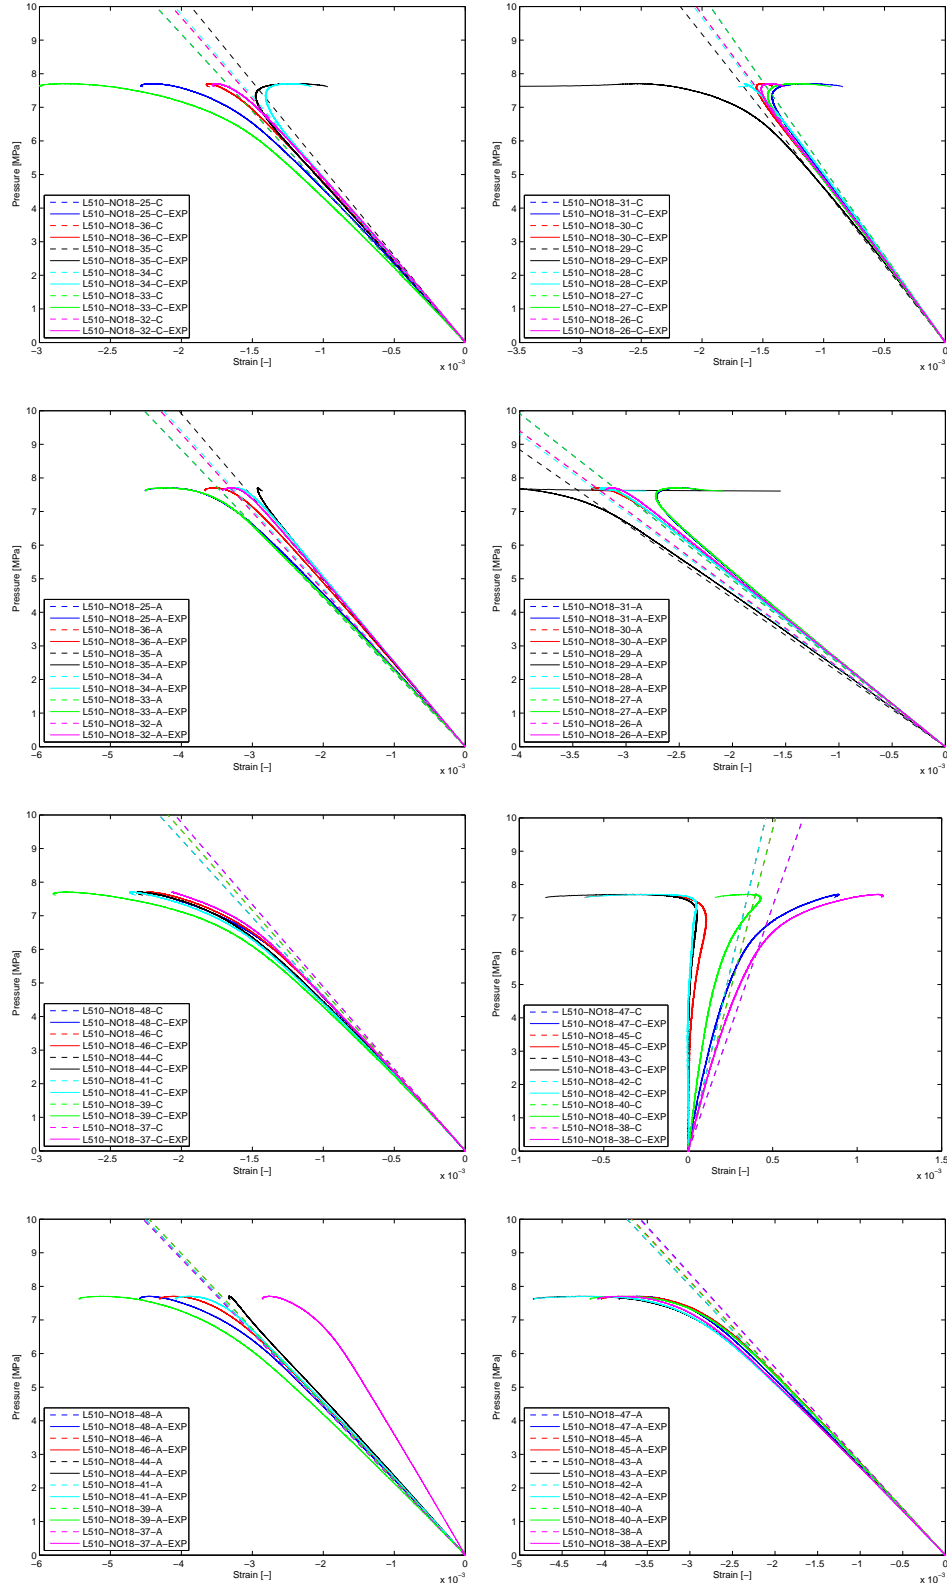 10
9
8
7
6
5
4
3
2
1
0
Pressure [MPa]
L510−NO18−25−C
L510−NO18−25−C−EXP
L510−NO18−36−C
L510−NO18−36−C−EXP
L510−NO18−35−C
L510−NO18−35−C−EXP
L510−NO18−34−C
L510−NO18−34−C−EXP
L510−NO18−33−C
L510−NO18−33−C−EXP
L510−NO18−32−C
L510−NO18−32−C−EXP
−3 −2.5 −2 −1.5 −1 −0.5 0
Strain [−]
x 10−3
10
9
8
7
6
5
4
3
2
1
0
Pressure [MPa]
L510−NO18−31−C
L510−NO18−31−C−EXP
L510−NO18−30−C
L510−NO18−30−C−EXP
L510−NO18−29−C
L510−NO18−29−C−EXP
L510−NO18−28−C
L510−NO18−28−C−EXP
L510−NO18−27−C
L510−NO18−27−C−EXP
L510−NO18−26−C
L510−NO18−26−C−EXP
−3.5 −3 −2.5 −2 −1.5 −1 −0.5 0
Strain [−]
x 10−3
10
9
8
7
6
5
4
3
2
1
0
Pressure [MPa]
L510−NO18−25−A
L510−NO18−25−A−EXP
L510−NO18−36−A
L510−NO18−36−A−EXP
L510−NO18−35−A
L510−NO18−35−A−EXP
L510−NO18−34−A
L510−NO18−34−A−EXP
L510−NO18−33−A
L510−NO18−33−A−EXP
L510−NO18−32−A
L510−NO18−32−A−EXP
−6 −5 −4 −3 −2 −1 0
Strain [−]
x 10−3
10
9
8
7
6
5
4
3
2
1
0
Pressure [MPa]
L510−NO18−31−A
L510−NO18−31−A−EXP
L510−NO18−30−A
L510−NO18−30−A−EXP
L510−NO18−29−A
L510−NO18−29−A−EXP
L510−NO18−28−A
L510−NO18−28−A−EXP
L510−NO18−27−A
L510−NO18−27−A−EXP
L510−NO18−26−A
L510−NO18−26−A−EXP
−4 −3.5 −3 −2.5 −2 −1.5 −1 −0.5 0
Strain [−]
x 10−3
10
9
8
7
6
5
4
3
2
1
0
Pressure [MPa]
L510−NO18−48−C
L510−NO18−48−C−EXP
L510−NO18−46−C
L510−NO18−46−C−EXP
L510−NO18−44−C
L510−NO18−44−C−EXP
L510−NO18−41−C
L510−NO18−41−C−EXP
L510−NO18−39−C
L510−NO18−39−C−EXP
L510−NO18−37−C
L510−NO18−37−C−EXP
−3 −2.5 −2 −1.5 −1 −0.5 0
Strain [−]
x 10−3
10
9
8
7
6
5
4
3
2
1
0
Pressure [MPa]
L510−NO18−47−C
L510−NO18−47−C−EXP
L510−NO18−45−C
L510−NO18−45−C−EXP
L510−NO18−43−C
L510−NO18−43−C−EXP
L510−NO18−42−C
L510−NO18−42−C−EXP
L510−NO18−40−C
L510−NO18−40−C−EXP
L510−NO18−38−C
L510−NO18−38−C−EXP
−1 −0.5 0 0.5 1 1.5
Strain [−]
x 10−3
10
9
8
7
6
5
4
3
2
1
0
Pressure [MPa]
L510−NO18−48−A
L510−NO18−48−A−EXP
L510−NO18−46−A
L510−NO18−46−A−EXP
L510−NO18−44−A
L510−NO18−44−A−EXP
L510−NO18−41−A
L510−NO18−41−A−EXP
L510−NO18−39−A
L510−NO18−39−A−EXP
L510−NO18−37−A
L510−NO18−37−A−EXP
−6 −5 −4 −3 −2 −1 0
Strain [−]
x 10−3
10
9
8
7
6
5
4
3
2
1
0
Pressure [MPa]
L510−NO18−47−A
L510−NO18−47−A−EXP
L510−NO18−45−A
L510−NO18−45−A−EXP
L510−NO18−43−A
L510−NO18−43−A−EXP
L510−NO18−42−A
L510−NO18−42−A−EXP
L510−NO18−40−A
L510−NO18−40−A−EXP
L510−NO18−38−A
L510−NO18−38−A−EXP
−5 −4.5 −4 −3.5 −3 −2.5 −2 −1.5 −1 −0.5 0
Strain [−]
x 10−3